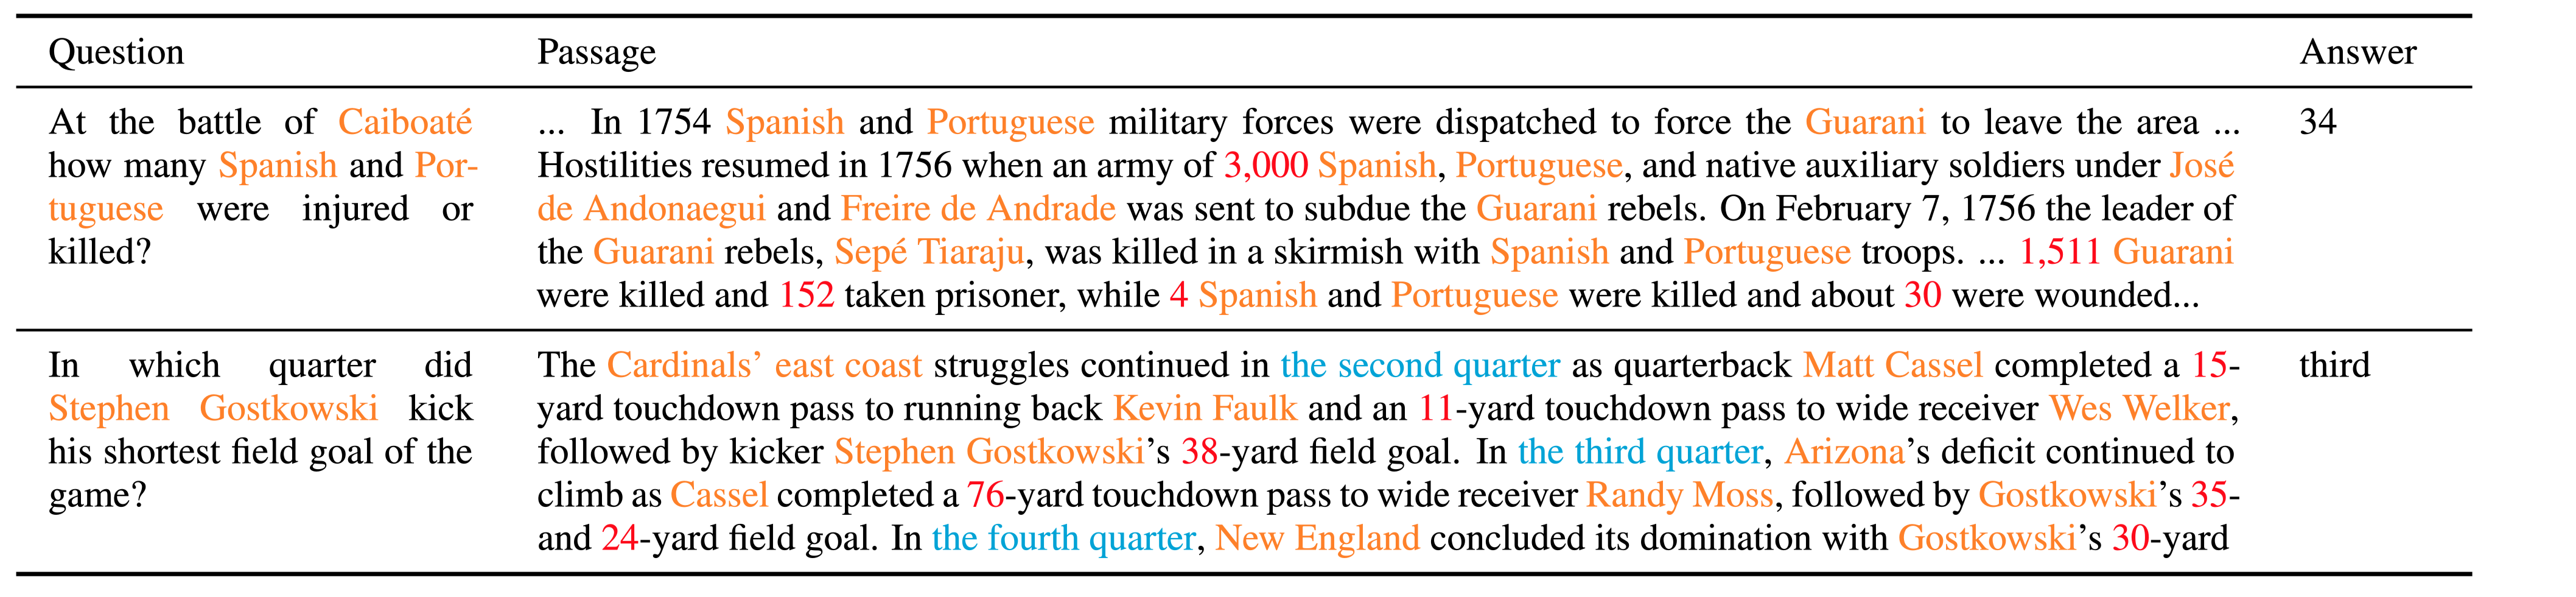 Question Passage Answer
At the battle of Caiboaté
how many Spanish and Por-
tuguese were injured or
killed?
... In 1754 Spanish and Portuguese military forces were dispatched to force the Guarani to leave the area ...
Hostilities resumed in 1756 when an army of 3,000 Spanish, Portuguese, and native auxiliary soldiers under José
de Andonaegui and Freire de Andrade was sent to subdue the Guarani rebels. On February 7, 1756 the leader of
the Guarani rebels, Sepé Tiaraju, was killed in a skirmish with Spanish and Portuguese troops. ... 1,511 Guarani
were killed and 152 taken prisoner, while 4 Spanish and Portuguese were killed and about 30 were wounded...
34
In which quarter did
Stephen Gostkowski kick
his shortest field goal of the
game?
The Cardinals' east coast struggles continued in the second quarter as quarterback Matt Cassel completed a 15-
yard touchdown pass to running back Kevin Faulk and an 11-yard touchdown pass to wide receiver Wes Welker,
followed by kicker Stephen Gostkowski's 38-yard field goal. In the third quarter, Arizona's deficit continued to
climb as Cassel completed a 76-yard touchdown pass to wide receiver Randy Moss, followed by Gostkowski's 35-
and 24-yard field goal. In the fourth quarter, New England concluded its domination with Gostkowski's 30-yard
third